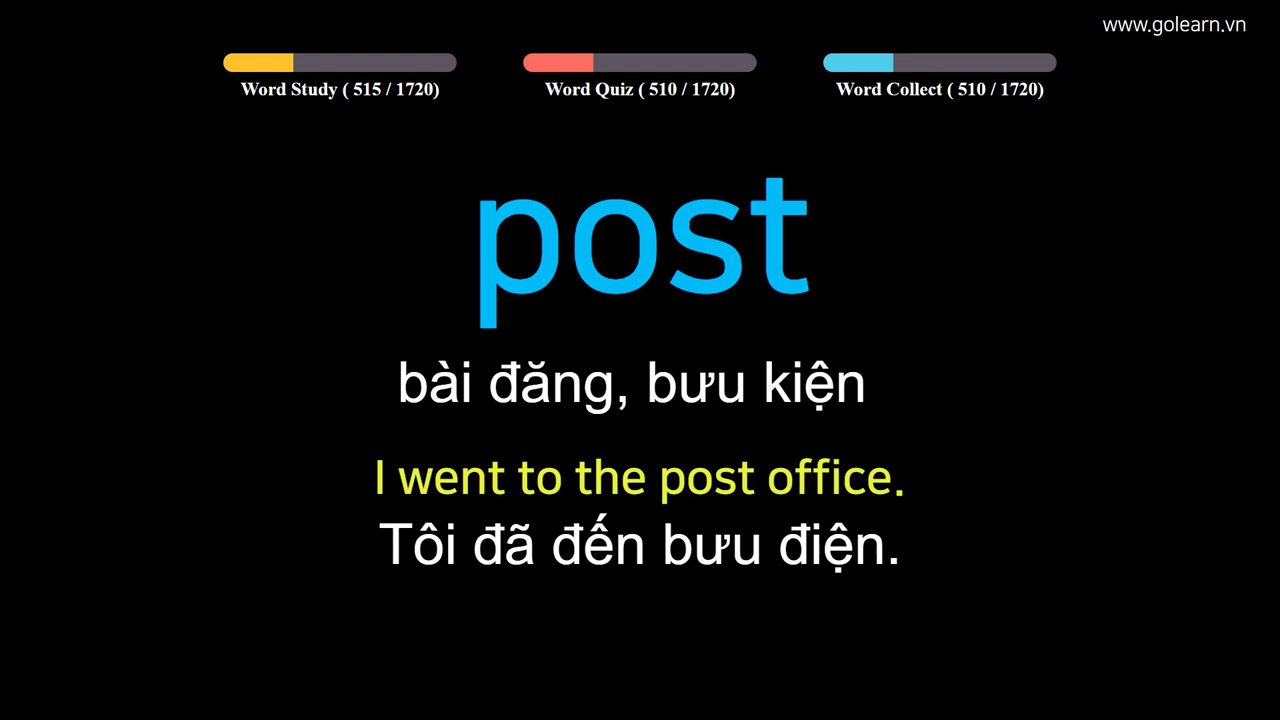 www.golearn.vn
Word Study ( 515 / 1720)
Word Quiz ( 510 / 1720)
Word Collect ( 510 / 1720)
post
bài đăng, bưu kiện
I went to the post office.
Tôi đã đến bưu điện.